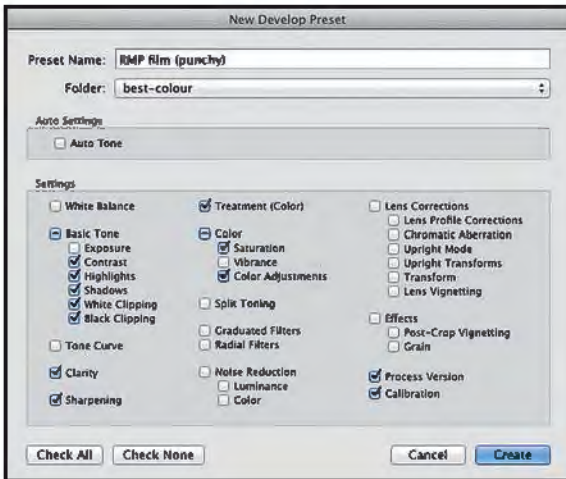 New Develop Preset
Preset Name: RMP film (punchy)
Folder: best-colour
Auto Settings
Auto Tone
Settings
White Balance
Basic Tone
Exposure
Contrast
Highlights
Shadows
White Clipping
Black Clipping
Tone Curve
Clarity
Sharpening
Treatment (Color)
Color
Saturation
Vibrance
Color Adjustments
Split Toning
Graduated Filters
Radial Filters
Noise Reduction
Luminance
Color
Lens Corrections
Lens Profile Corrections
Chromatic Aberration
Upright Mode
Upright Transforms
Transform
Lens Vignetting
Effects
Post-Crop Vignetting
Grain
Process Version
Calibration
Check All
Check None
Cancel
Create